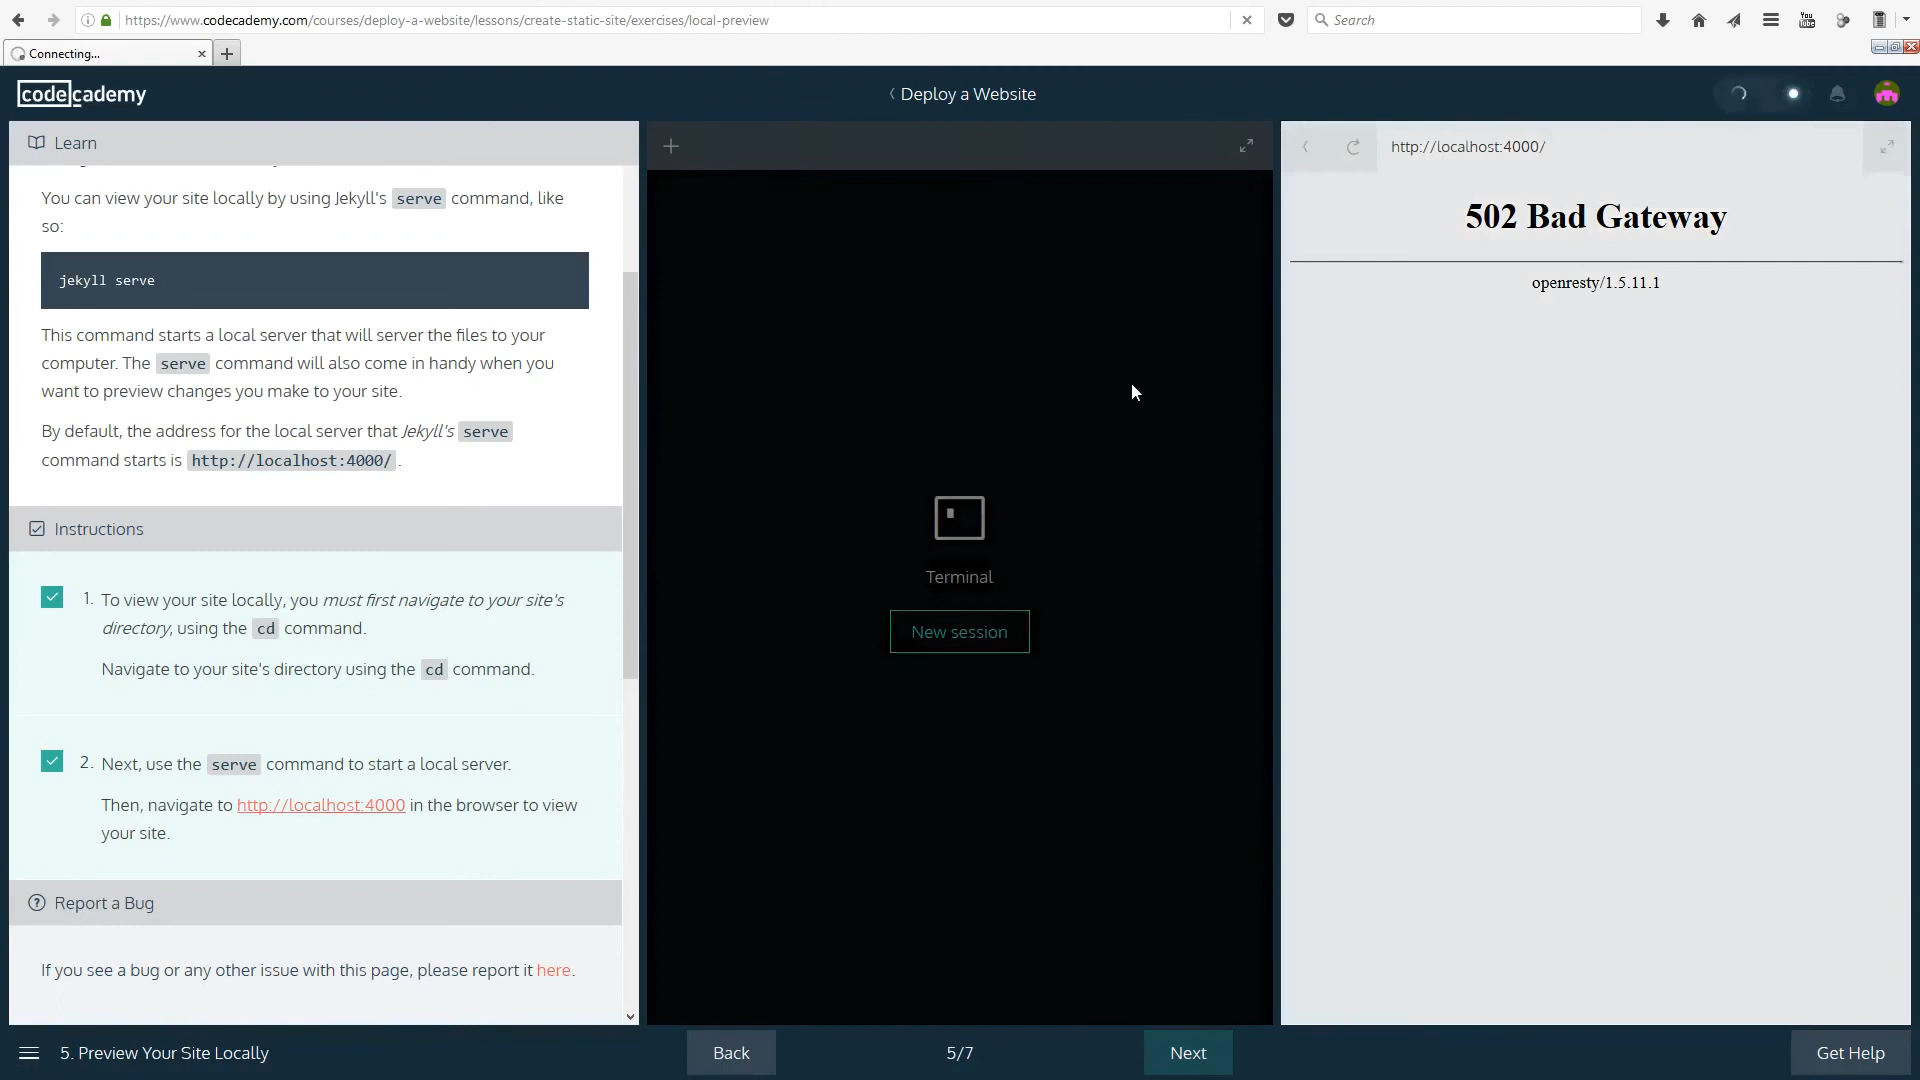 https://www.codecademy.com/courses/deploy-a-website/lessons/create-static-site/exercises/local-preview
Search
You Tube
Connecting...
codecademy
Deploy a Website
Learn
You can view your site locally by using Jekyll's serve command, like
so:
jekyll serve
This command starts a local server that will server the files to your
computer. The serve command will also come in handy when you
want to preview changes you make to your site.
By default, the address for the local server that Jekyll's serve
command starts is http://localhost:4000/ .
Instructions
1. To view your site locally, you must first navigate to your site's
directory, using the cd command.
Navigate to your site's directory using the cd command.
2. Next, use the serve command to start a local server.
Then, navigate to http://localhost:4000 in the browser to view
your site.
Report a Bug
If you see a bug or any other issue with this page, please report it here.
Terminal
New session
http://localhost:4000/
502 Bad Gateway
openresty/1.5.11.1
5. Preview Your Site Locally
Back
5/7
Next
Get Help